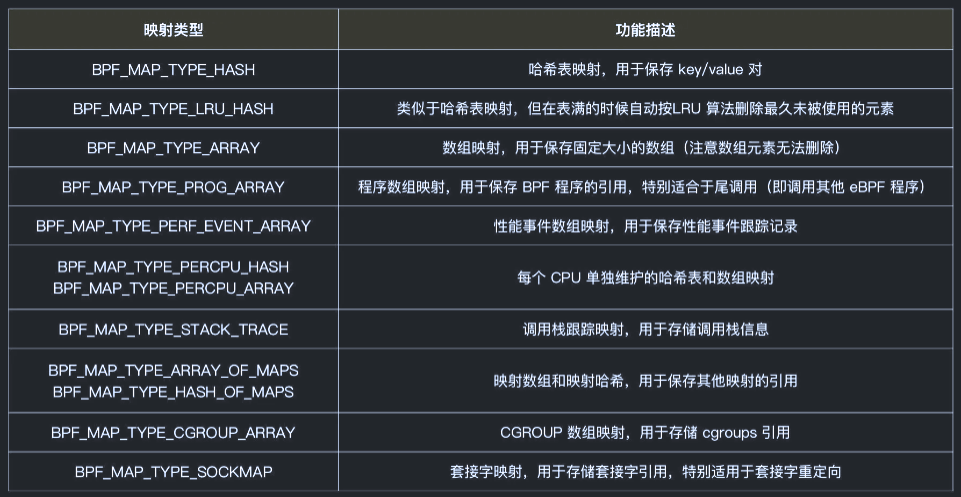 映射类型 功能描述
BPF_MAP_TYPE_HASH 哈希表映射，用于保存 key/value 对
BPF_MAP_TYPE_LRU_HASH 类似于哈希表映射，但在表满的时候自动按LRU 算法删除最久未被使用的元素
BPF_MAP_TYPE_ARRAY 数组映射，用于保存固定大小的数组（注意数组元素无法删除）
BPF_MAP_TYPE_PROG_ARRAY 程序数组映射，用于保存 BPF 程序的引用，特别适合于尾调用（即调用其他 eBPF 程序）
BPF_MAP_TYPE_PERF_EVENT_ARRAY 性能事件数组映射，用于保存性能事件跟踪记录
BPF_MAP_TYPE_PERCPU_HASH
BPF_MAP_TYPE_PERCPU_ARRAY
每个 CPU 单独维护的哈希表和数组映射
BPF_MAP_TYPE_STACK_TRACE 调用栈跟踪映射，用于存储调用栈信息
BPF_MAP_TYPE_ARRAY_OF_MAPS
BPF_MAP_TYPE_HASH_OF_MAPS
映射数组和映射哈希，用于保存其他映射的引用
BPF_MAP_TYPE_CGROUP_ARRAY CGROUP 数组映射，用于存储 cgroups 引用
BPF_MAP_TYPE_SOCKMAP 套接字映射，用于存储套接字引用，特别适用于套接字重定向